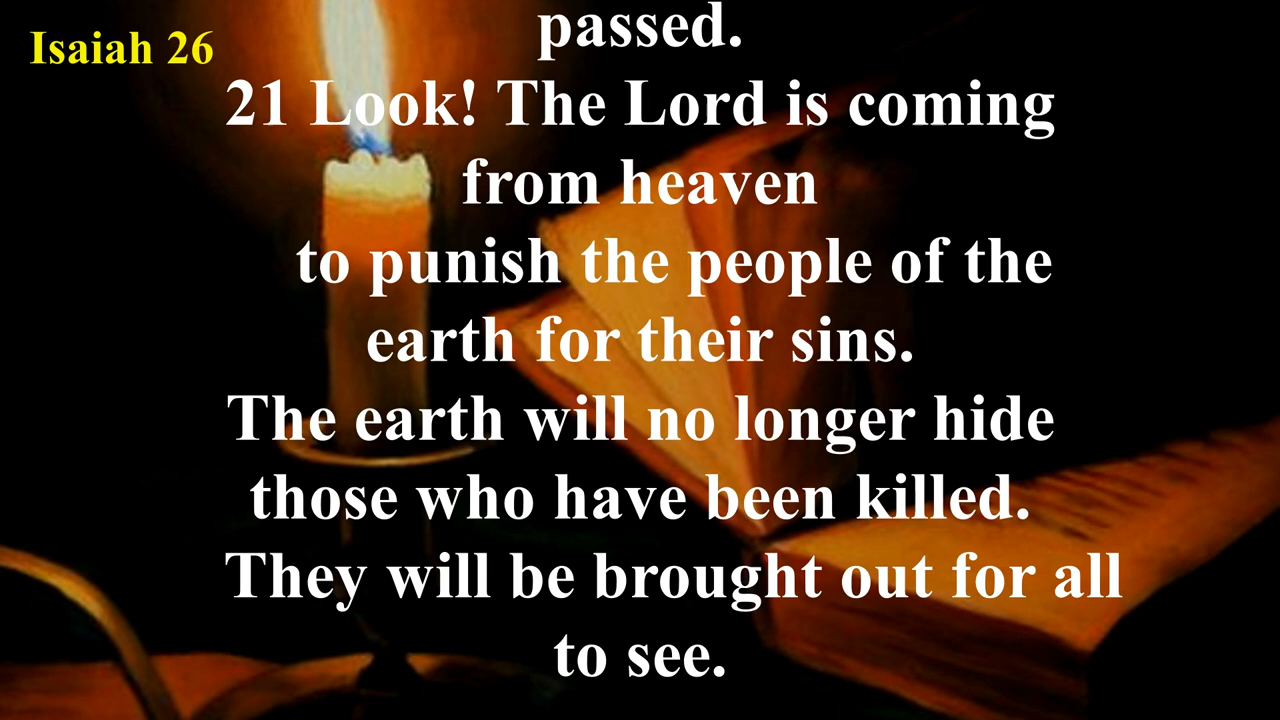 Isaiah 26
passed.
21 Look! The Lord is coming
from heaven
to punish the people of the
earth for their sins.
The earth will no longer hide
those who have been killed.
They will be brought out for all
to see.